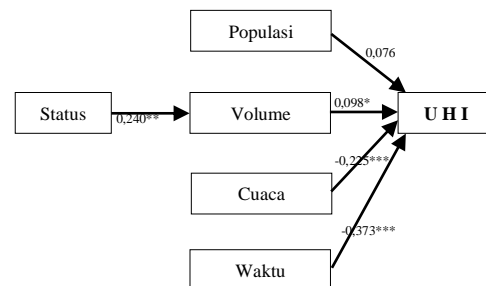 Populasi
0,076
Status
0,240**
Volume
0,098*
U H I
-0,225***
Cuaca
-0,373***
Waktu